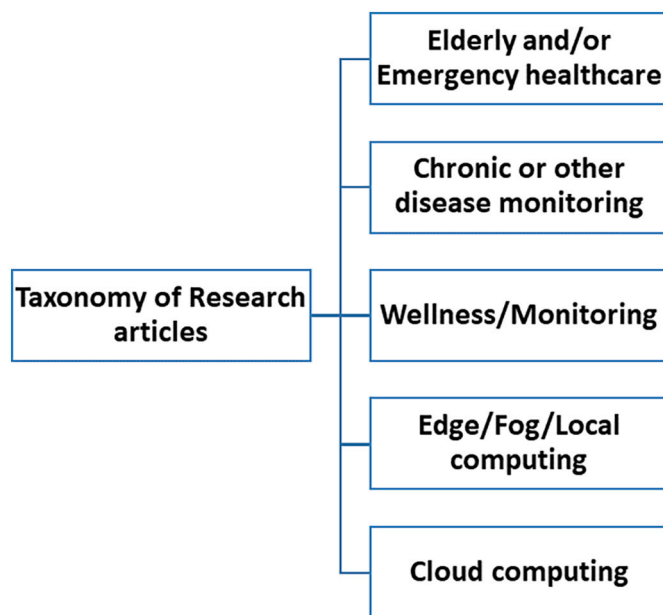 Elderly and/or
Emergency healthcare
Chronic or other
disease monitoring
Taxonomy of Research
articles
Wellness/Monitoring
Edge/Fog/Local
computing
Cloud computing